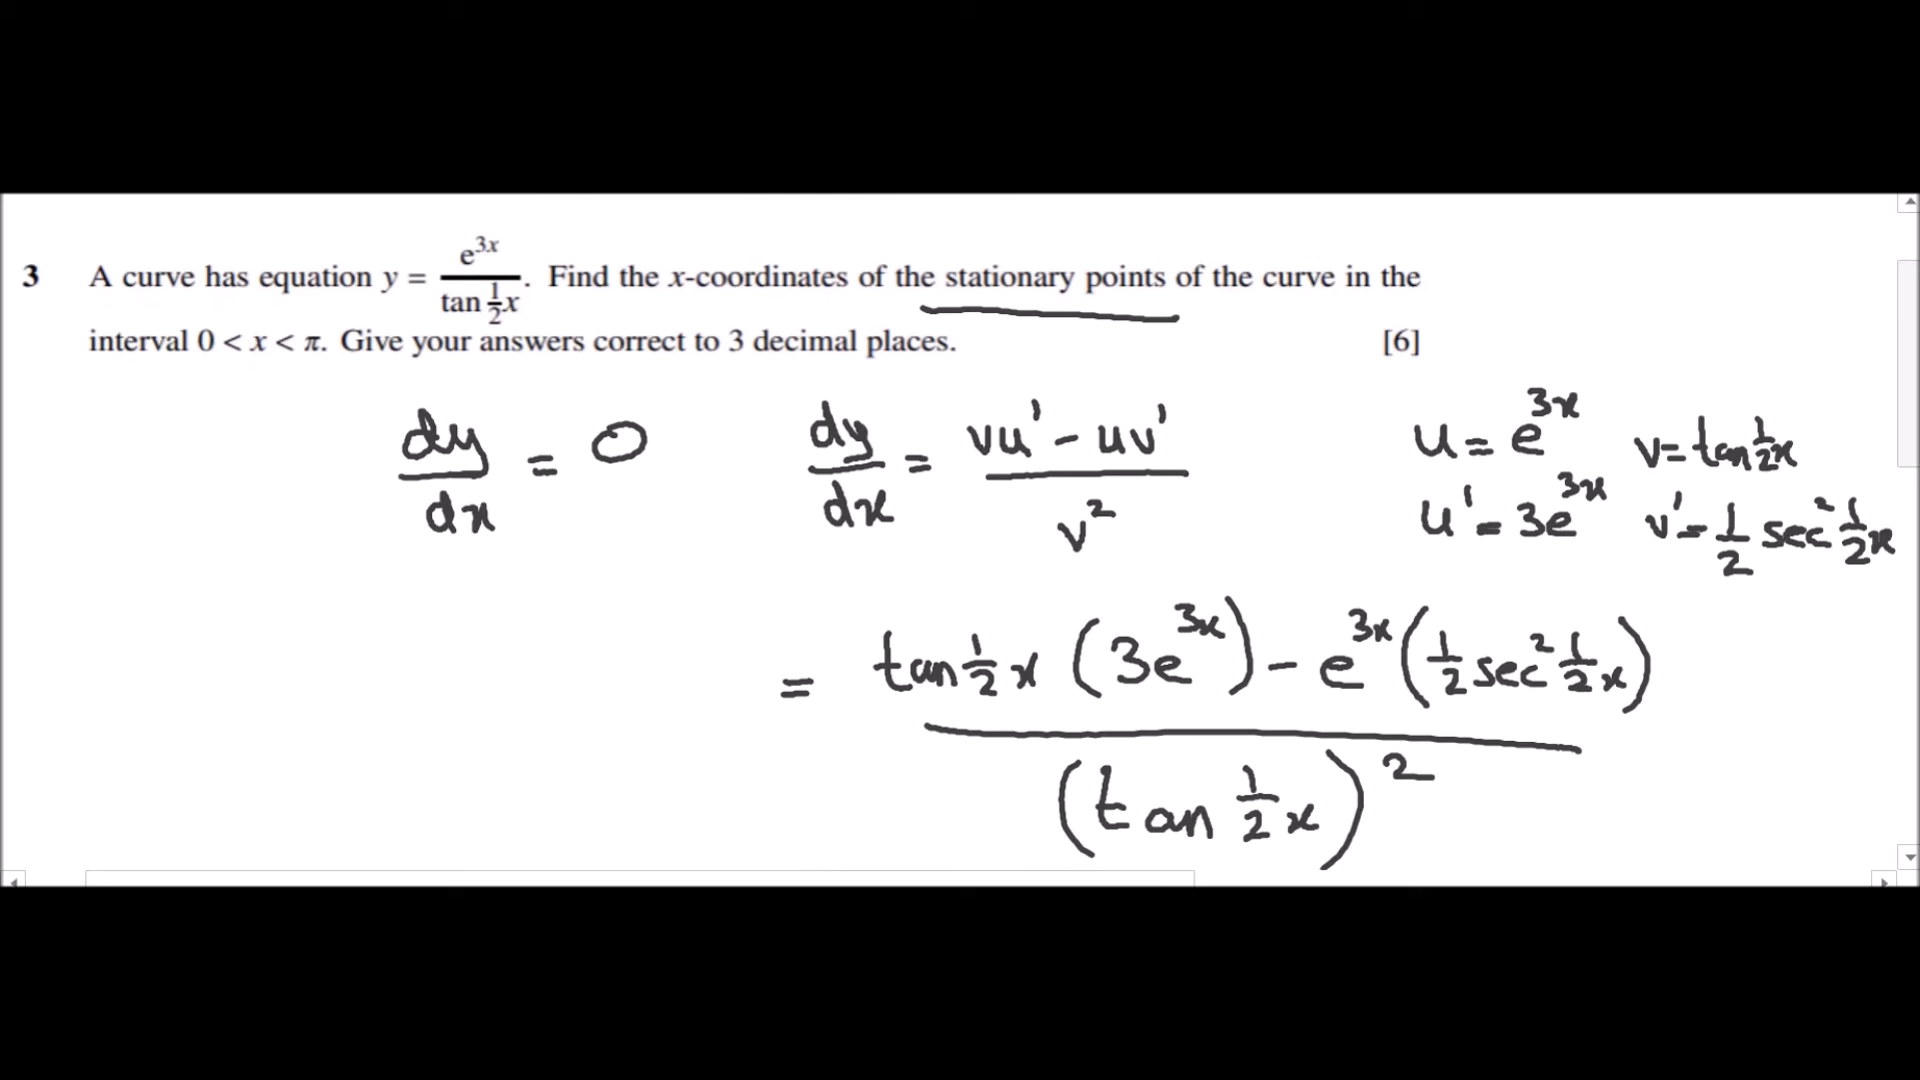 3 A curve has equation y = e^{3x} / tan ½x. Find the x-coordinates of the stationary points of the curve in the
interval 0 < x < π. Give your answers correct to 3 decimal places. [6]
dy/dx = 0 dy/dx = (vu' - uv') / v² u = e^{3x} v = tan ½x
u' = 3e^{3x} v' = ½ sec² ½x
= (tan ½x (3e^{3x}) - e^{3x} (½ sec² ½x)) / (tan ½x)²